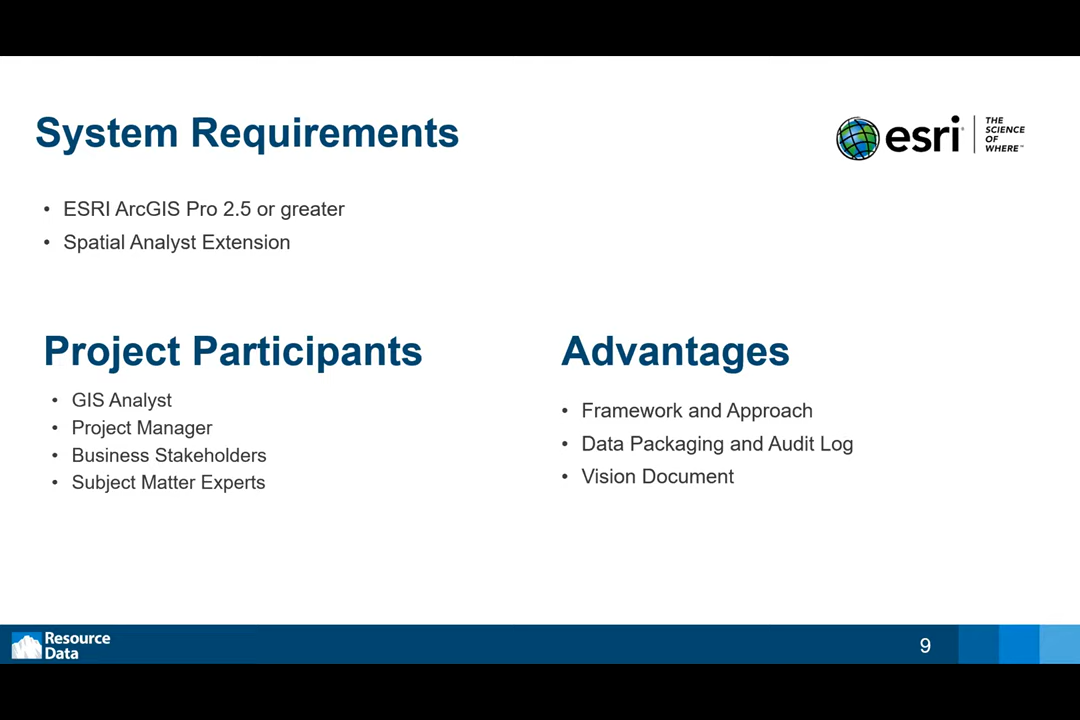 System Requirements
esri
THE
SCIENCE
OF
WHERE™
• ESRI ArcGIS Pro 2.5 or greater
• Spatial Analyst Extension
Project Participants
• GIS Analyst
• Project Manager
• Business Stakeholders
• Subject Matter Experts
Advantages
• Framework and Approach
• Data Packaging and Audit Log
• Vision Document
Resource
Data
9